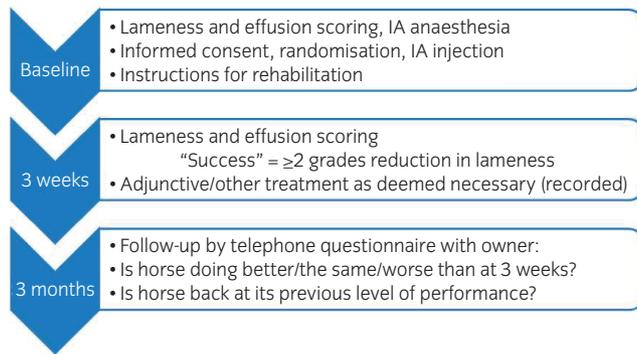 Baseline
• Lameness and effusion scoring, IA anaesthesia
• Informed consent, randomisation, IA injection
• Instructions for rehabilitation
3 weeks
• Lameness and effusion scoring
"Success" = ≥2 grades reduction in lameness
• Adjunctive/other treatment as deemed necessary (recorded)
3 months
• Follow-up by telephone questionnaire with owner:
• Is horse doing better/the same/worse than at 3 weeks?
• Is horse back at its previous level of performance?